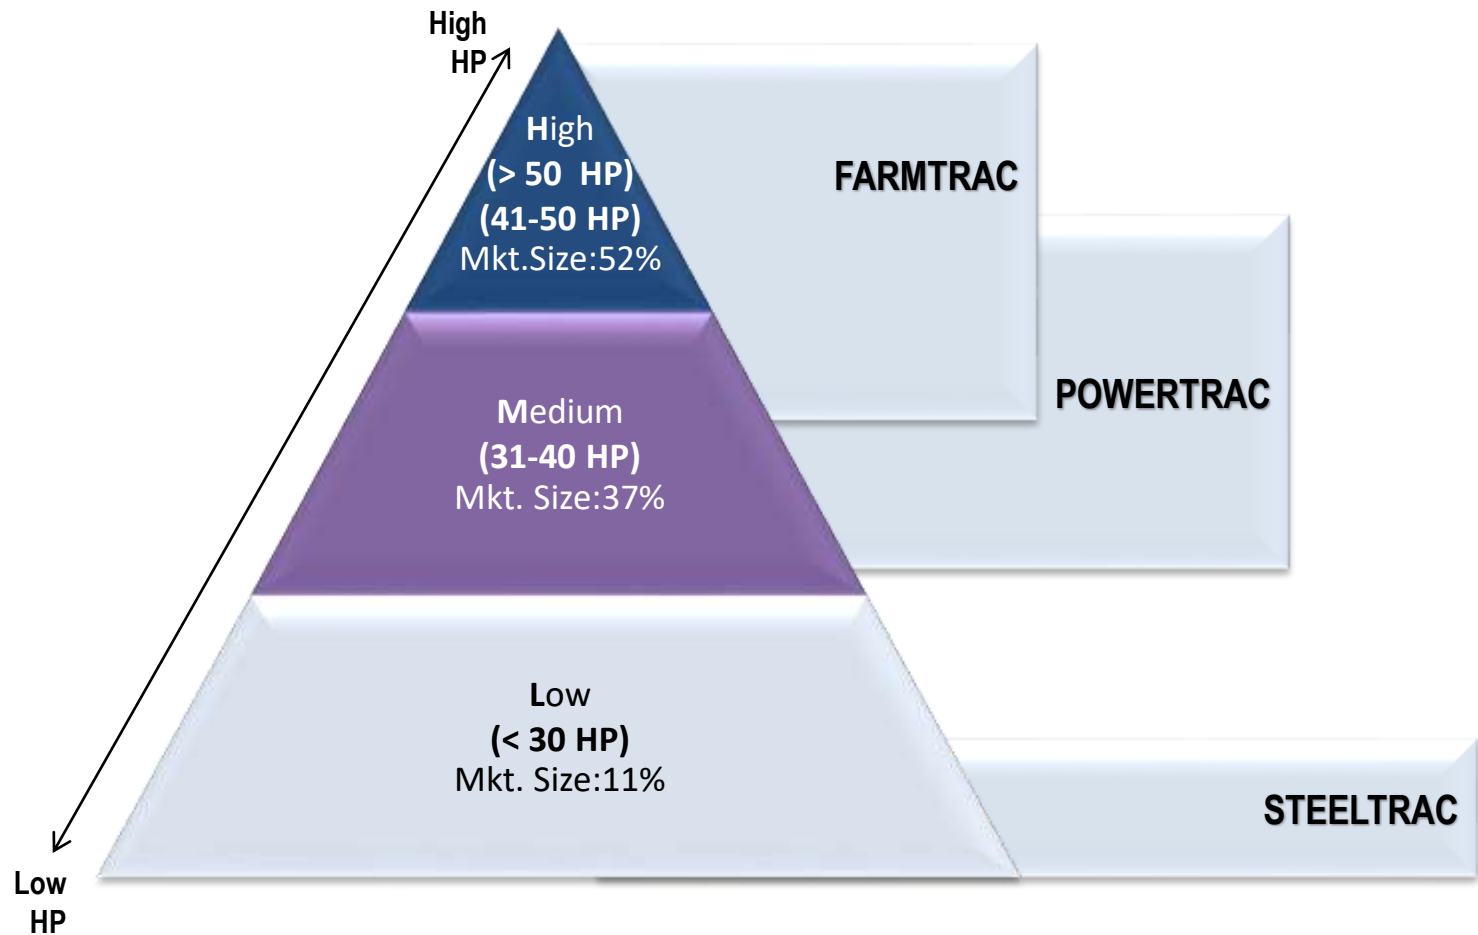 High
HP
High
(> 50  HP)
(41-50 HP)
Mkt.Size:52%
FARMTRAC
POWERTRAC
Medium
(31-40 HP)
Mkt. Size:37%
Low
(< 30 HP)
Mkt. Size:11%
STEELTRAC
Low
HP